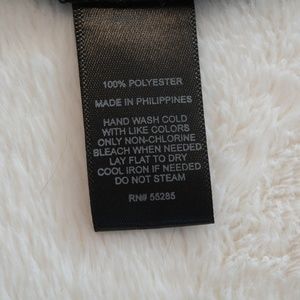 100% POLYESTER
MADE IN PHILIPPINES
HAND WASH COLD
WITH LIKE COLORS
ONLY NON-CHLORINE
BLEACH WHEN NEEDED
LAY FLAT TO DRY
COOL IRON IF NEEDED
DO NOT STEAM
RN# 55285